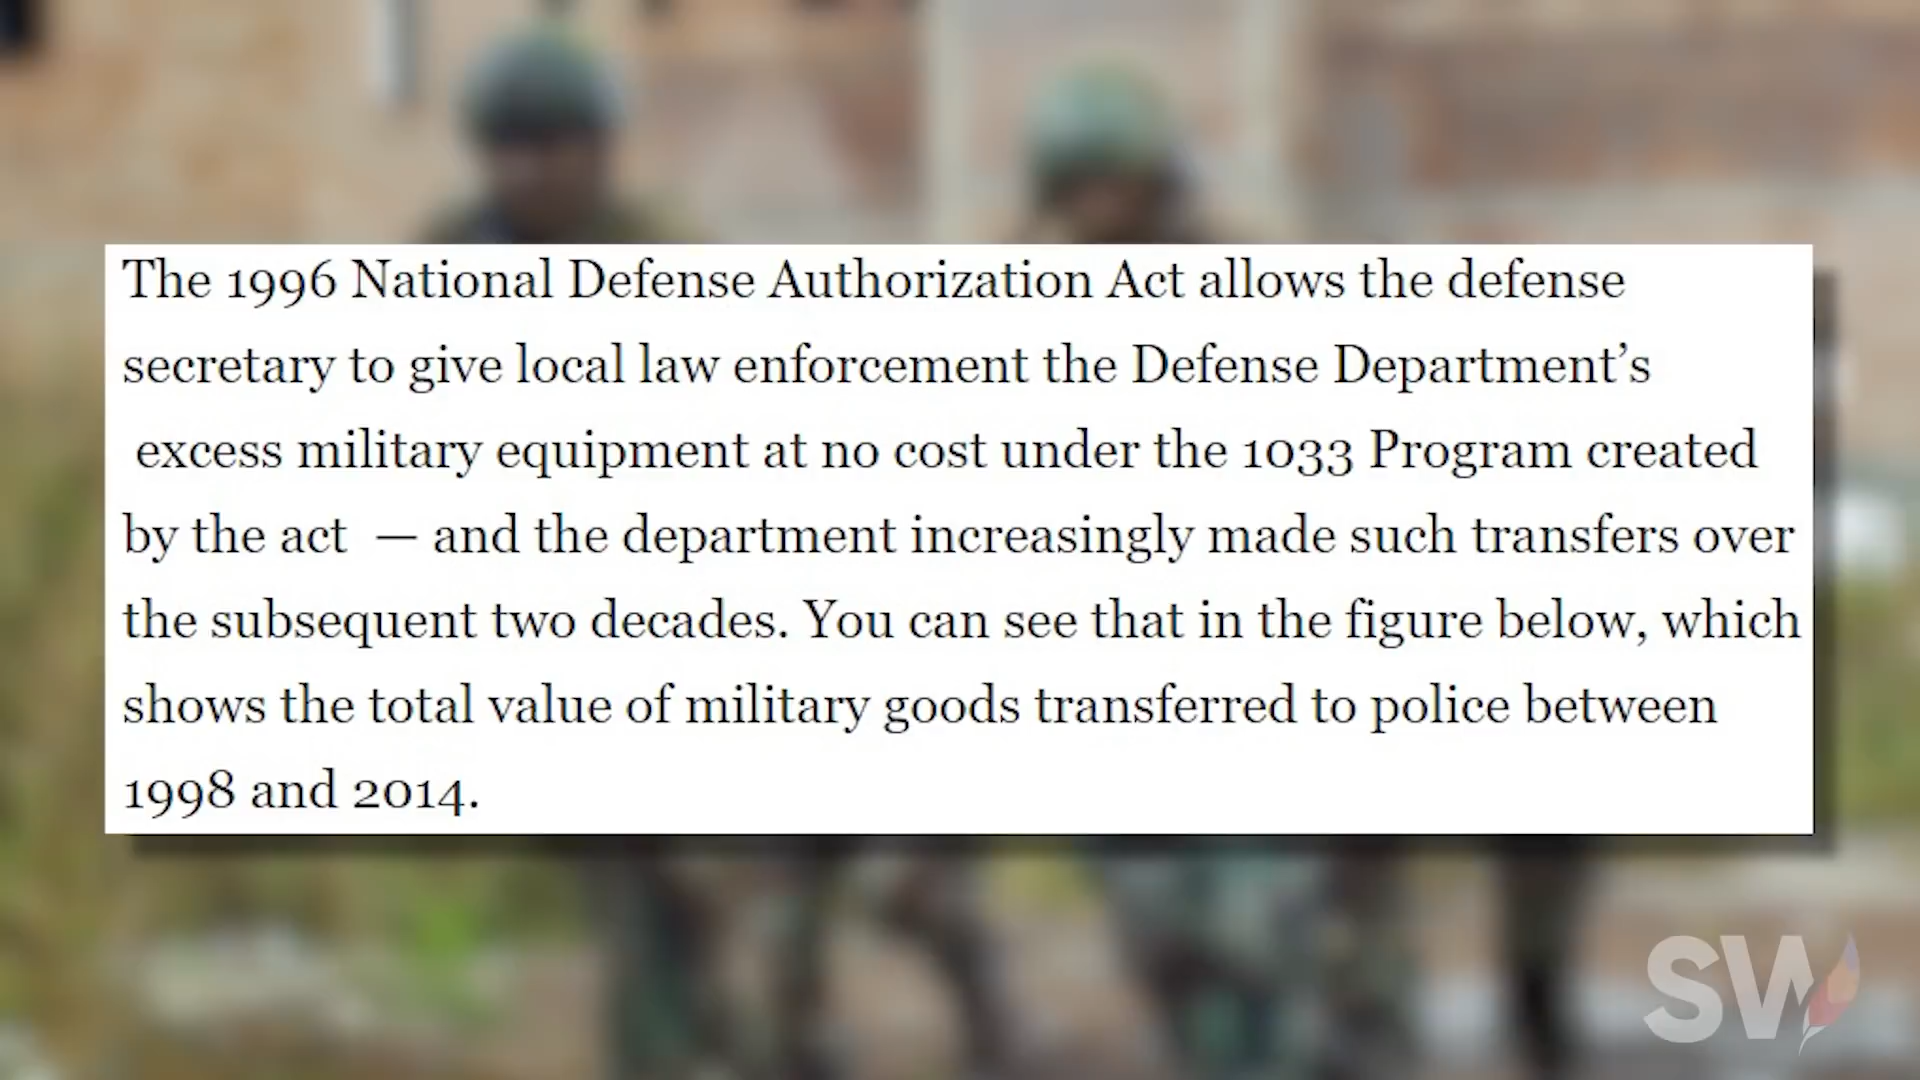 The 1996 National Defense Authorization Act allows the defense
secretary to give local law enforcement the Defense Department’s
excess military equipment at no cost under the 1033 Program created
by the act — and the department increasingly made such transfers over
the subsequent two decades. You can see that in the figure below, which
shows the total value of military goods transferred to police between
1998 and 2014.
SW